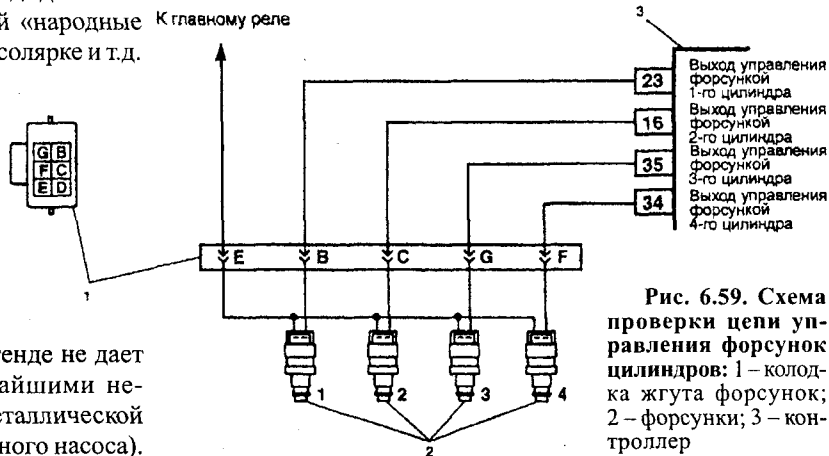 й «народные
солярке и т.д.
К главному реле
3
23
Выход управления
форсункой
1-го цилиндра
16
Выход управления
форсункой
2-го цилиндра
35
Выход управления
форсункой
3-го цилиндра
34
Выход управления
форсункой
4-го цилиндра
G B
F C
E D
1
E B C G F
1 2 3 4
2
Рис. 6.59. Схема
проверки цепи уп-
равления форсунок
цилиндров: 1 – колод-
ка жгута форсунок;
2 – форсунки; 3 – кон-
троллер
тенде не дает
айшими не-
еталлической
ного насоса).